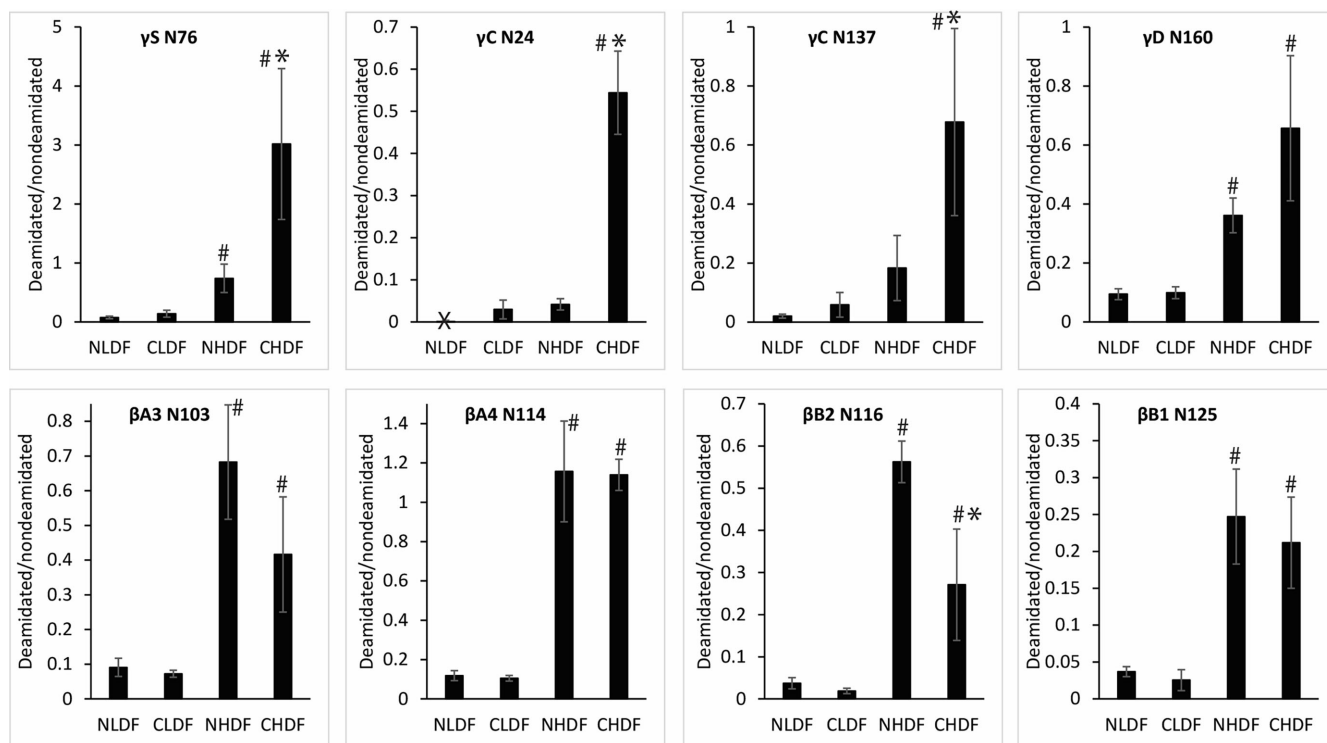 γS N76
Deamidated/nondeamidated
5
4
3
2
1
0
# *
#
NLDF CLDF NHDF CHDF
γC N24
Deamidated/nondeamidated
0.7
0.6
0.5
0.4
0.3
0.2
0.1
0
# *
X
NLDF CLDF NHDF CHDF
γC N137
Deamidated/nondeamidated
1
0.8
0.6
0.4
0.2
0
# *
NLDF CLDF NHDF CHDF
γD N160
Deamidated/nondeamidated
1
0.8
0.6
0.4
0.2
0
#
#
NLDF CLDF NHDF CHDF
βA3 N103
Deamidated/nondeamidated
0.8
0.7
0.6
0.5
0.4
0.3
0.2
0.1
0
#
#
NLDF CLDF NHDF CHDF
βA4 N114
Deamidated/nondeamidated
1.4
1.2
1
0.8
0.6
0.4
0.2
0
#
#
NLDF CLDF NHDF CHDF
βB2 N116
Deamidated/nondeamidated
0.7
0.6
0.5
0.4
0.3
0.2
0.1
0
#
# *
NLDF CLDF NHDF CHDF
βB1 N125
Deamidated/nondeamidated
0.4
0.35
0.3
0.25
0.2
0.15
0.1
0.05
0
#
#
NLDF CLDF NHDF CHDF